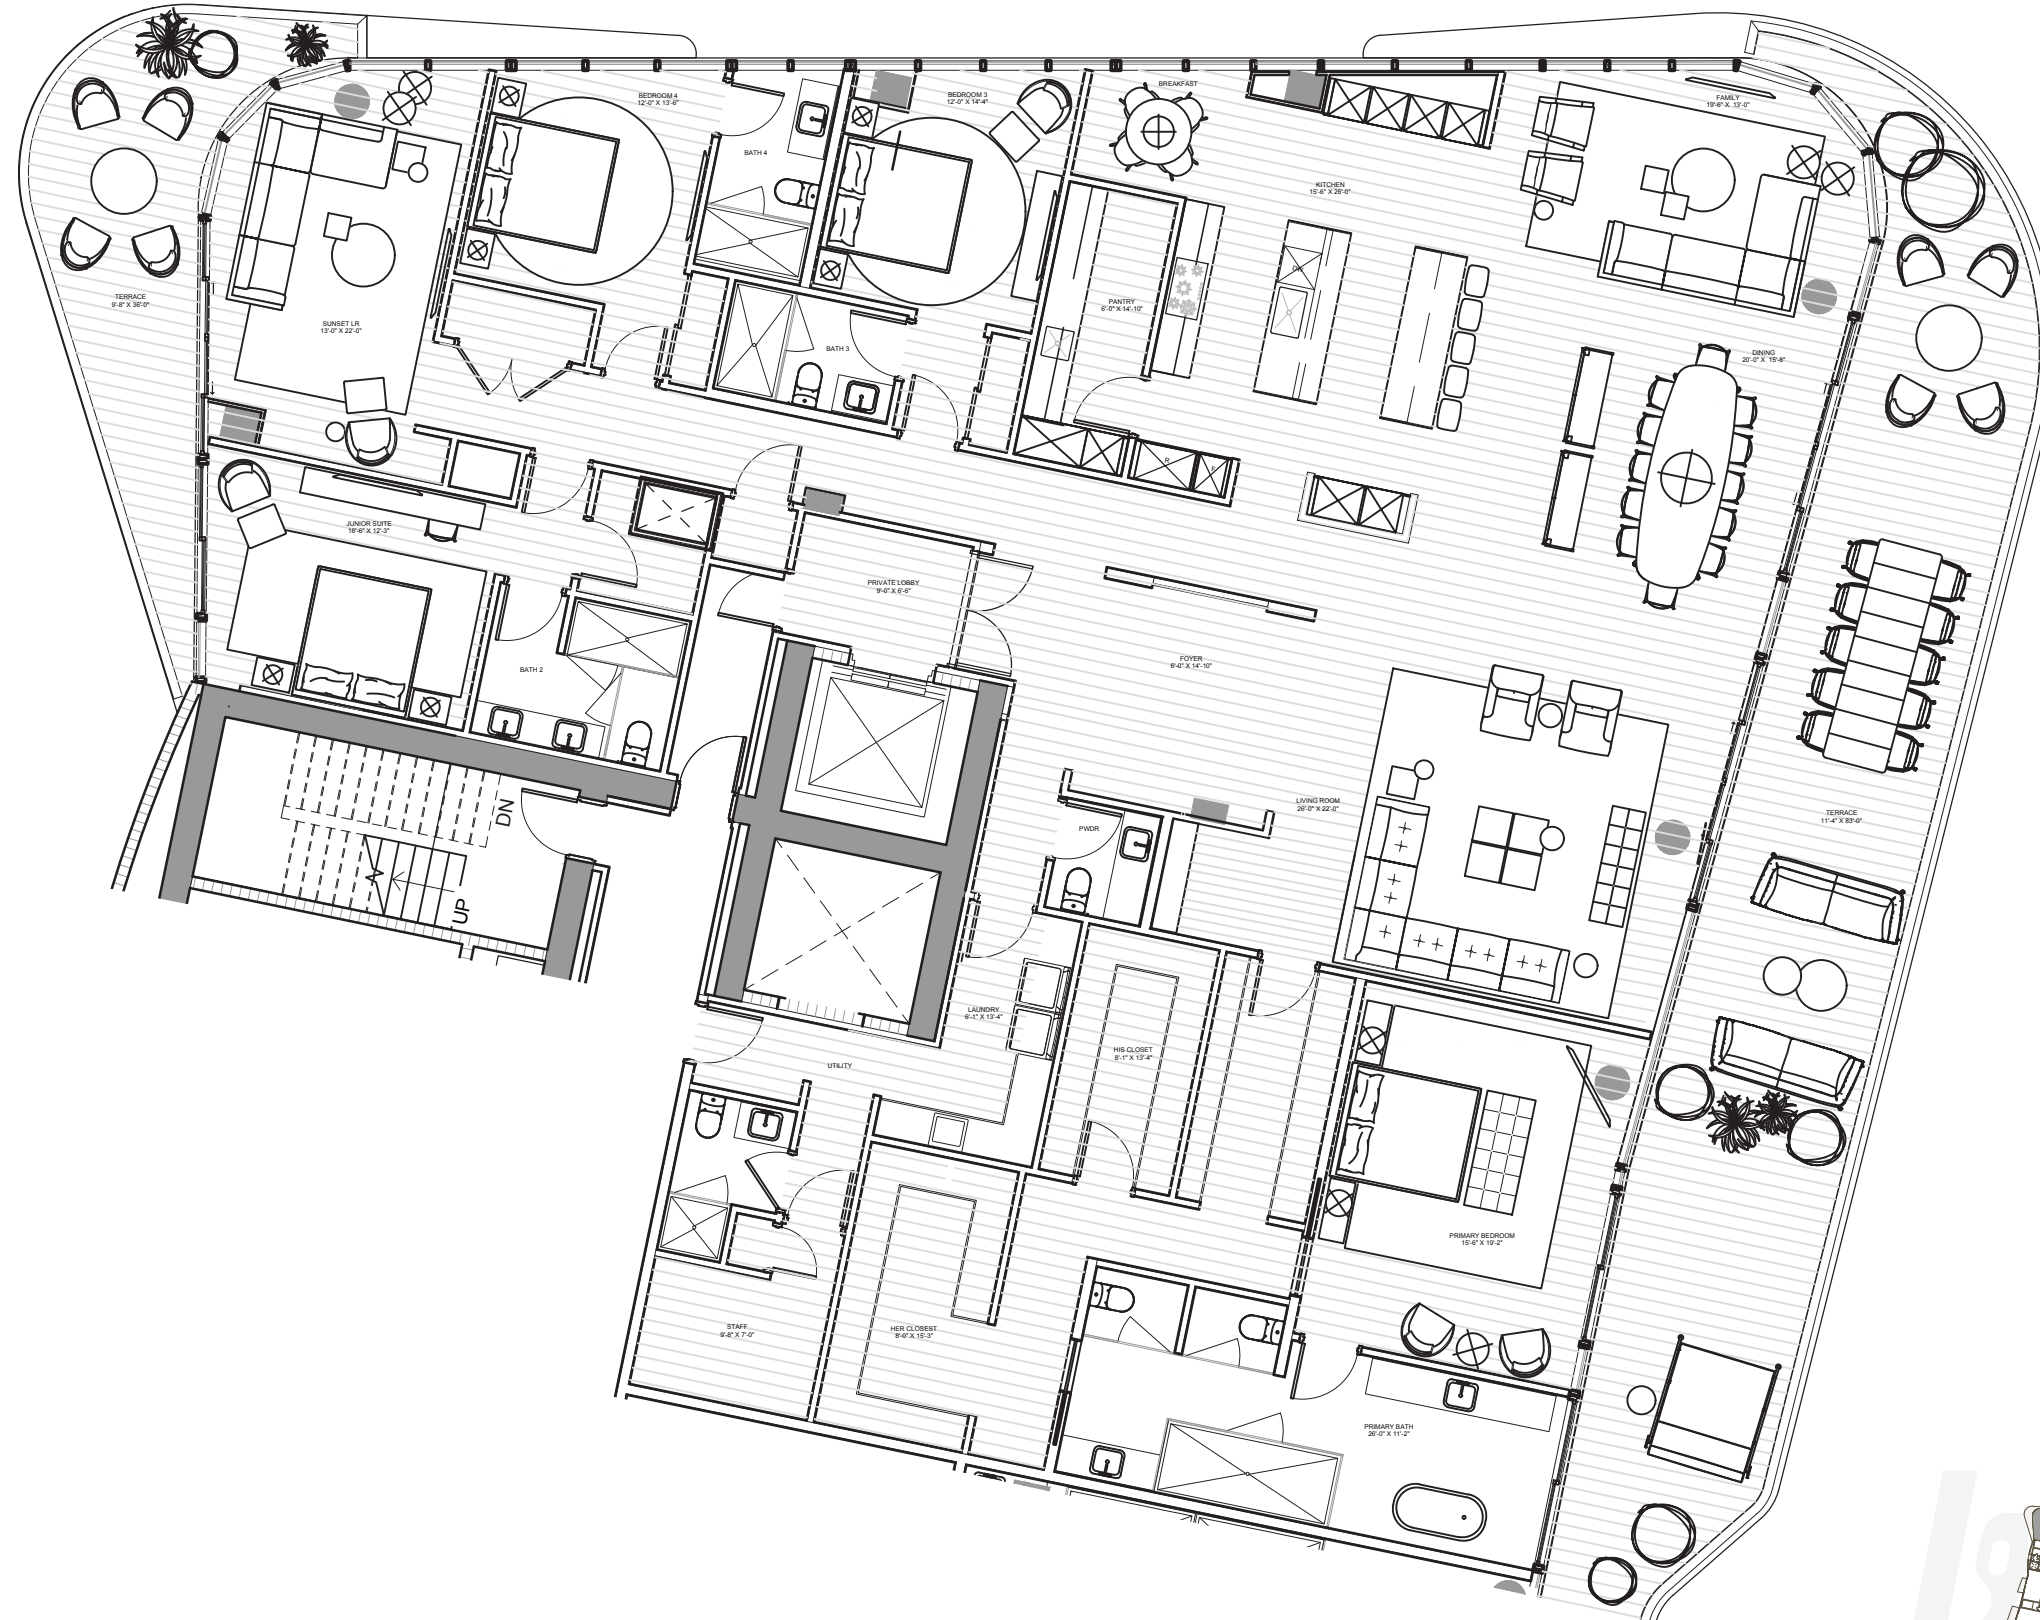 BREAKFAST
BEDROOM 4
12'-0" X 13'-6"
BEDROOM 3
12'-0" X 14'-4"
FAMILY
19'-6" X 13'-0"
BATH 4
KITCHEN
15'-6" X 26'-0"
DW
TERRACE
9'-8" X 36'-0"
PANTRY
6'-0" X 14'-10"
SUNSET LR
13'-0" X 22'-0"
BATH 3
DINING
20'-0" X 15'-8"
R
F
JUNIOR SUITE
16'-6" X 12'-3"
PRIVATE LOBBY
9'-0" X 6'-6"
BATH 2
FOYER
6'-0" X 14'-10"
DN
LIVING ROOM
26'-0" X 22'-0"
PWDR
TERRACE
11'-4" X 83'-0"
UP
LAUNDRY
6'-1" X 13'-4"
HIS CLOSET
8'-1" X 13'-4"
UTILITY
PRIMARY BEDROOM
15'-6" X 19'-2"
STAFF
9'-8" X 7'-0"
HER CLOSEST
8'-0" X 15'-3"
PRIMARY BATH
26'-0" X 11'-2"